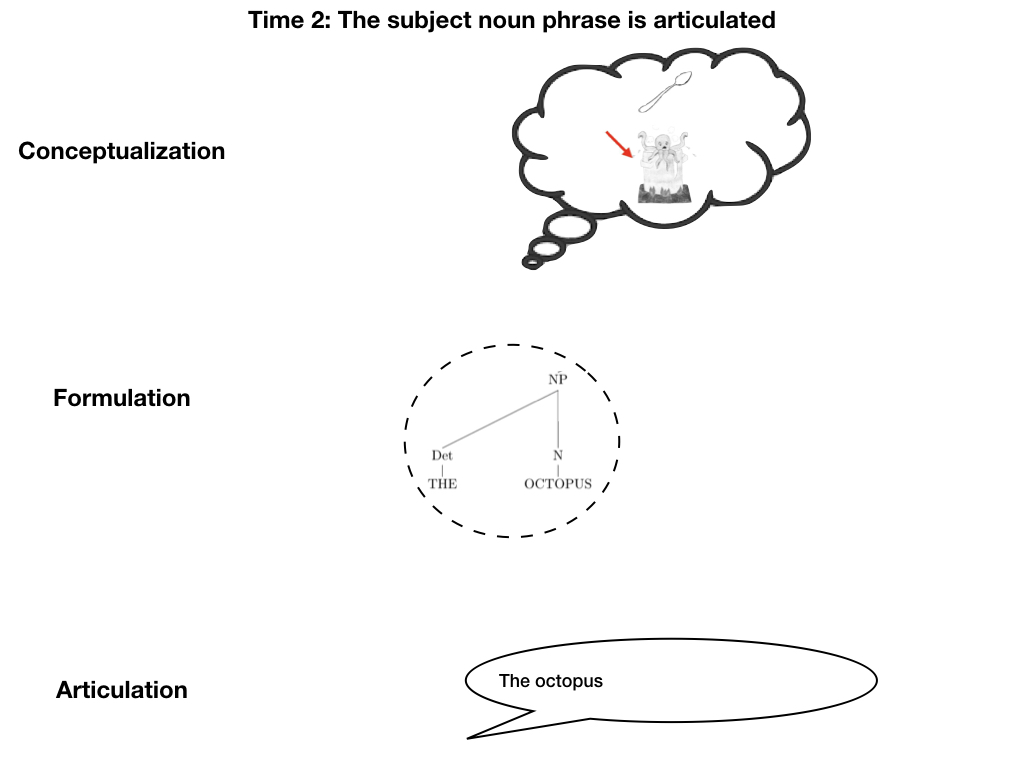 Time 2: The subject noun phrase is articulated
Conceptualization
Formulation
NP
Det N
THE OCTOPUS
Articulation
The octopus